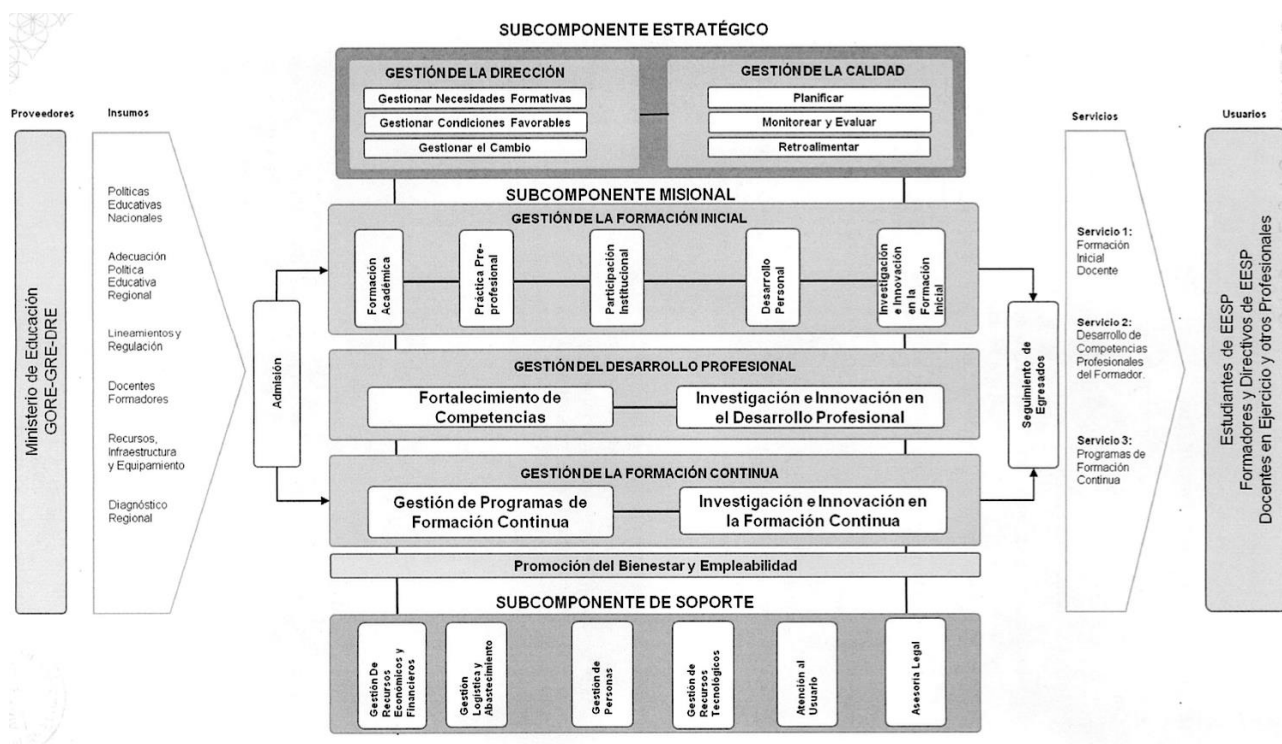 SUBCOMPONENTE ESTRATÉGICO
GESTIÓN DE LA DIRECCIÓN
Gestionar Necesidades Formativas
Gestionar Condiciones Favorables
Gestionar el Cambio
GESTIÓN DE LA CALIDAD
Planificar
Monitorear y Evaluar
Retroalimentar
Proveedores
Ministerio de Educación
GORE-GRE-DRE
Insumos
Políticas
Educativas
Nacionales
Adecuación
Política
Educativa
Regional
Lineamientos y
Regulación
Docentes
Formadores
Recursos,
Infraestructura
y Equipamiento
Diagnóstico
Regional
Admisión
SUBCOMPONENTE MISIONAL
GESTIÓN DE LA FORMACIÓN INICIAL
Formación
Académica
Práctica Pre-
profesional
Participación
Institucional
Desarrollo
Personal
Investigación
e Innovación
en la
Formación
Inicial
GESTIÓN DEL DESARROLLO PROFESIONAL
Fortalecimiento de
Competencias
Investigación e Innovación en
el Desarrollo Profesional
GESTIÓN DE LA FORMACIÓN CONTINUA
Gestión de Programas de
Formación Continua
Investigación e Innovación en
la Formación Continua
Promoción del Bienestar y Empleabilidad
SUBCOMPONENTE DE SOPORTE
Gestión De
Recursos
Económicos y
Financieros
Gestión
Logística y
Abastecimiento
Gestión de
Personas
Gestión de
Recursos
Tecnologicos
Atención al
Usuario
Asesoría Legal
Seguimiento de
Egresados
Servicios
Servicio 1:
Formación
Inicial
Docente
Servicio 2:
Desarrollo de
Competencias
Profesionales
del Formador.
Servicio 3:
Programas de
Formación
Continua
Usuarios
Estudiantes de EESP
Formadores y Directivos de EESP
Docentes en Ejercicio y otros Profesionales